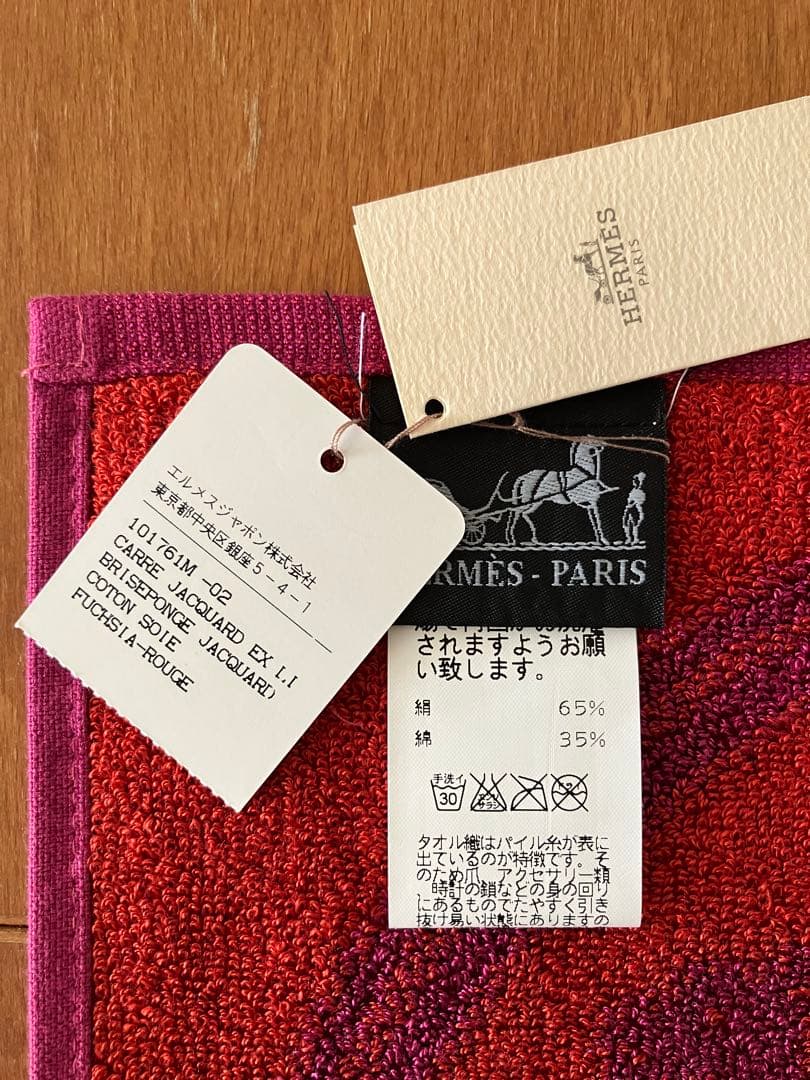 HERMÈS
PARIS
エルメスジャポン株式会社
東京都中央区銀座5-4-1
101761M -02
CARRE JACQUARD EX L.I
BRISEPONGE JACQUARD)
COTON SOIE
FUCHSIA-ROUGE
- PARIS
されますようお願
い致します。
絹 65%
綿 35%
手洗イ
30
タオル織はパイル糸が表に
出ているのが特徴です。そ
のため爪、アクセサリー類
、時計の鎖などの身の回り
にあるものでたやすく引き
抜け易い状態にありますの